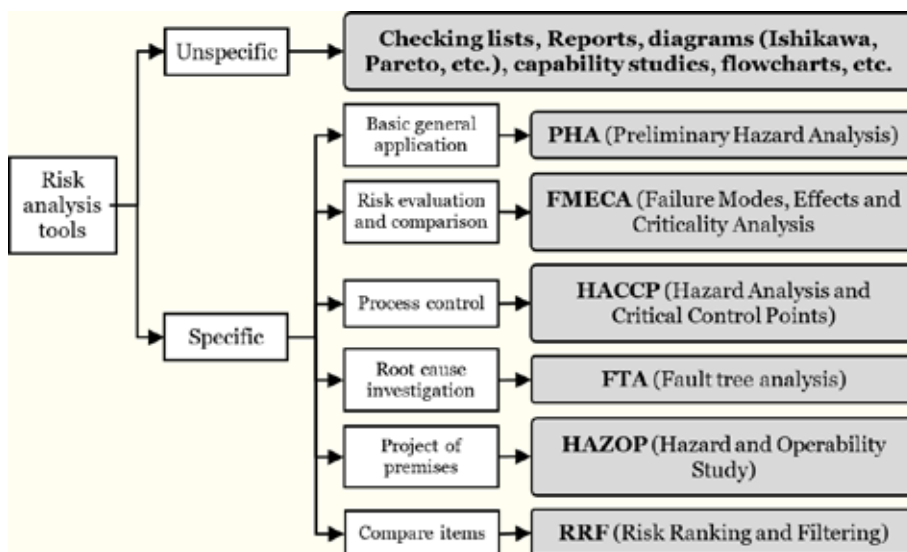 Unspecific
Checking lists, Reports, diagrams (Ishikawa,
Pareto, etc.), capability studies, flowcharts, etc.
Risk
analysis
tools
Specific
Basic general
application
PHA (Preliminary Hazard Analysis)
Risk evaluation
and comparison
FMECA (Failure Modes, Effects and
Criticality Analysis
Process control
HACCP (Hazard Analysis and
Critical Control Points)
Root cause
investigation
FTA (Fault tree analysis)
Project of
premises
HAZOP (Hazard and Operability
Study)
Compare items
RRF (Risk Ranking and Filtering)